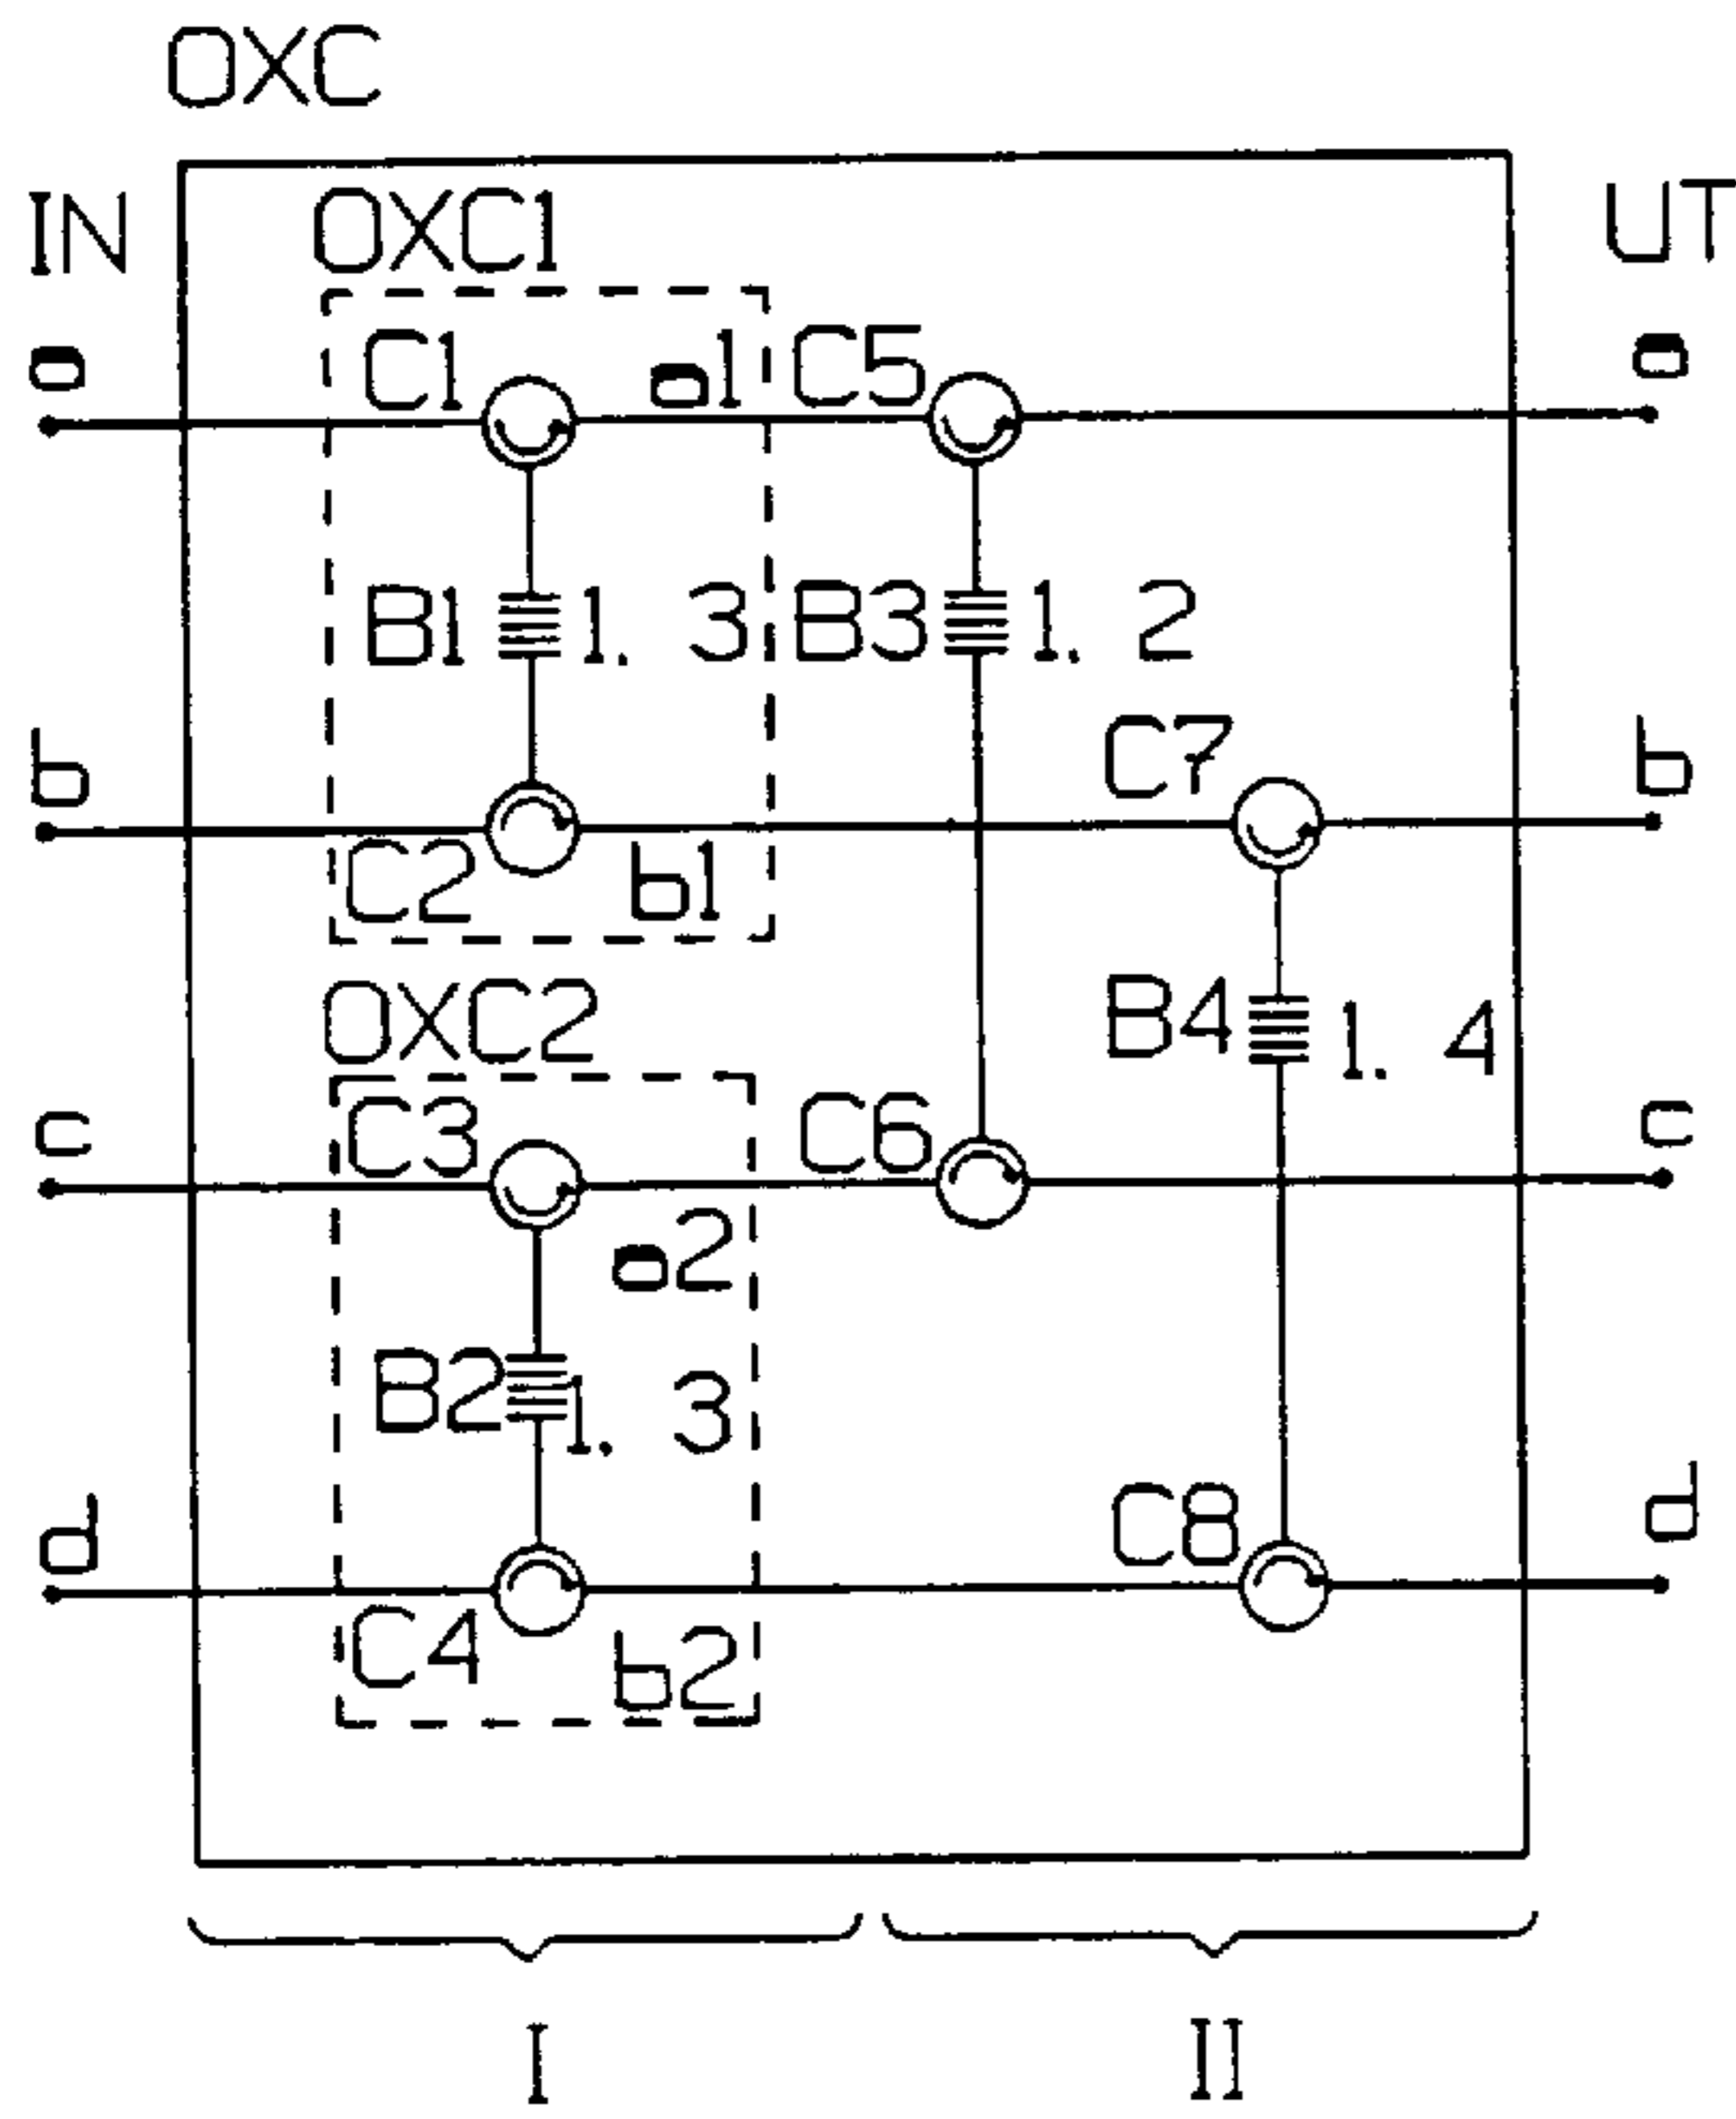 OXC
IN OXC1 UT
a C1 a1 C5 a
B1 1. 3 B3 1. 2
b C7 b
C2 b1
OXC2 B4 1. 4
c C3 C6 c
a2
B2 1. 3
d C8 d
C4 b2
I II